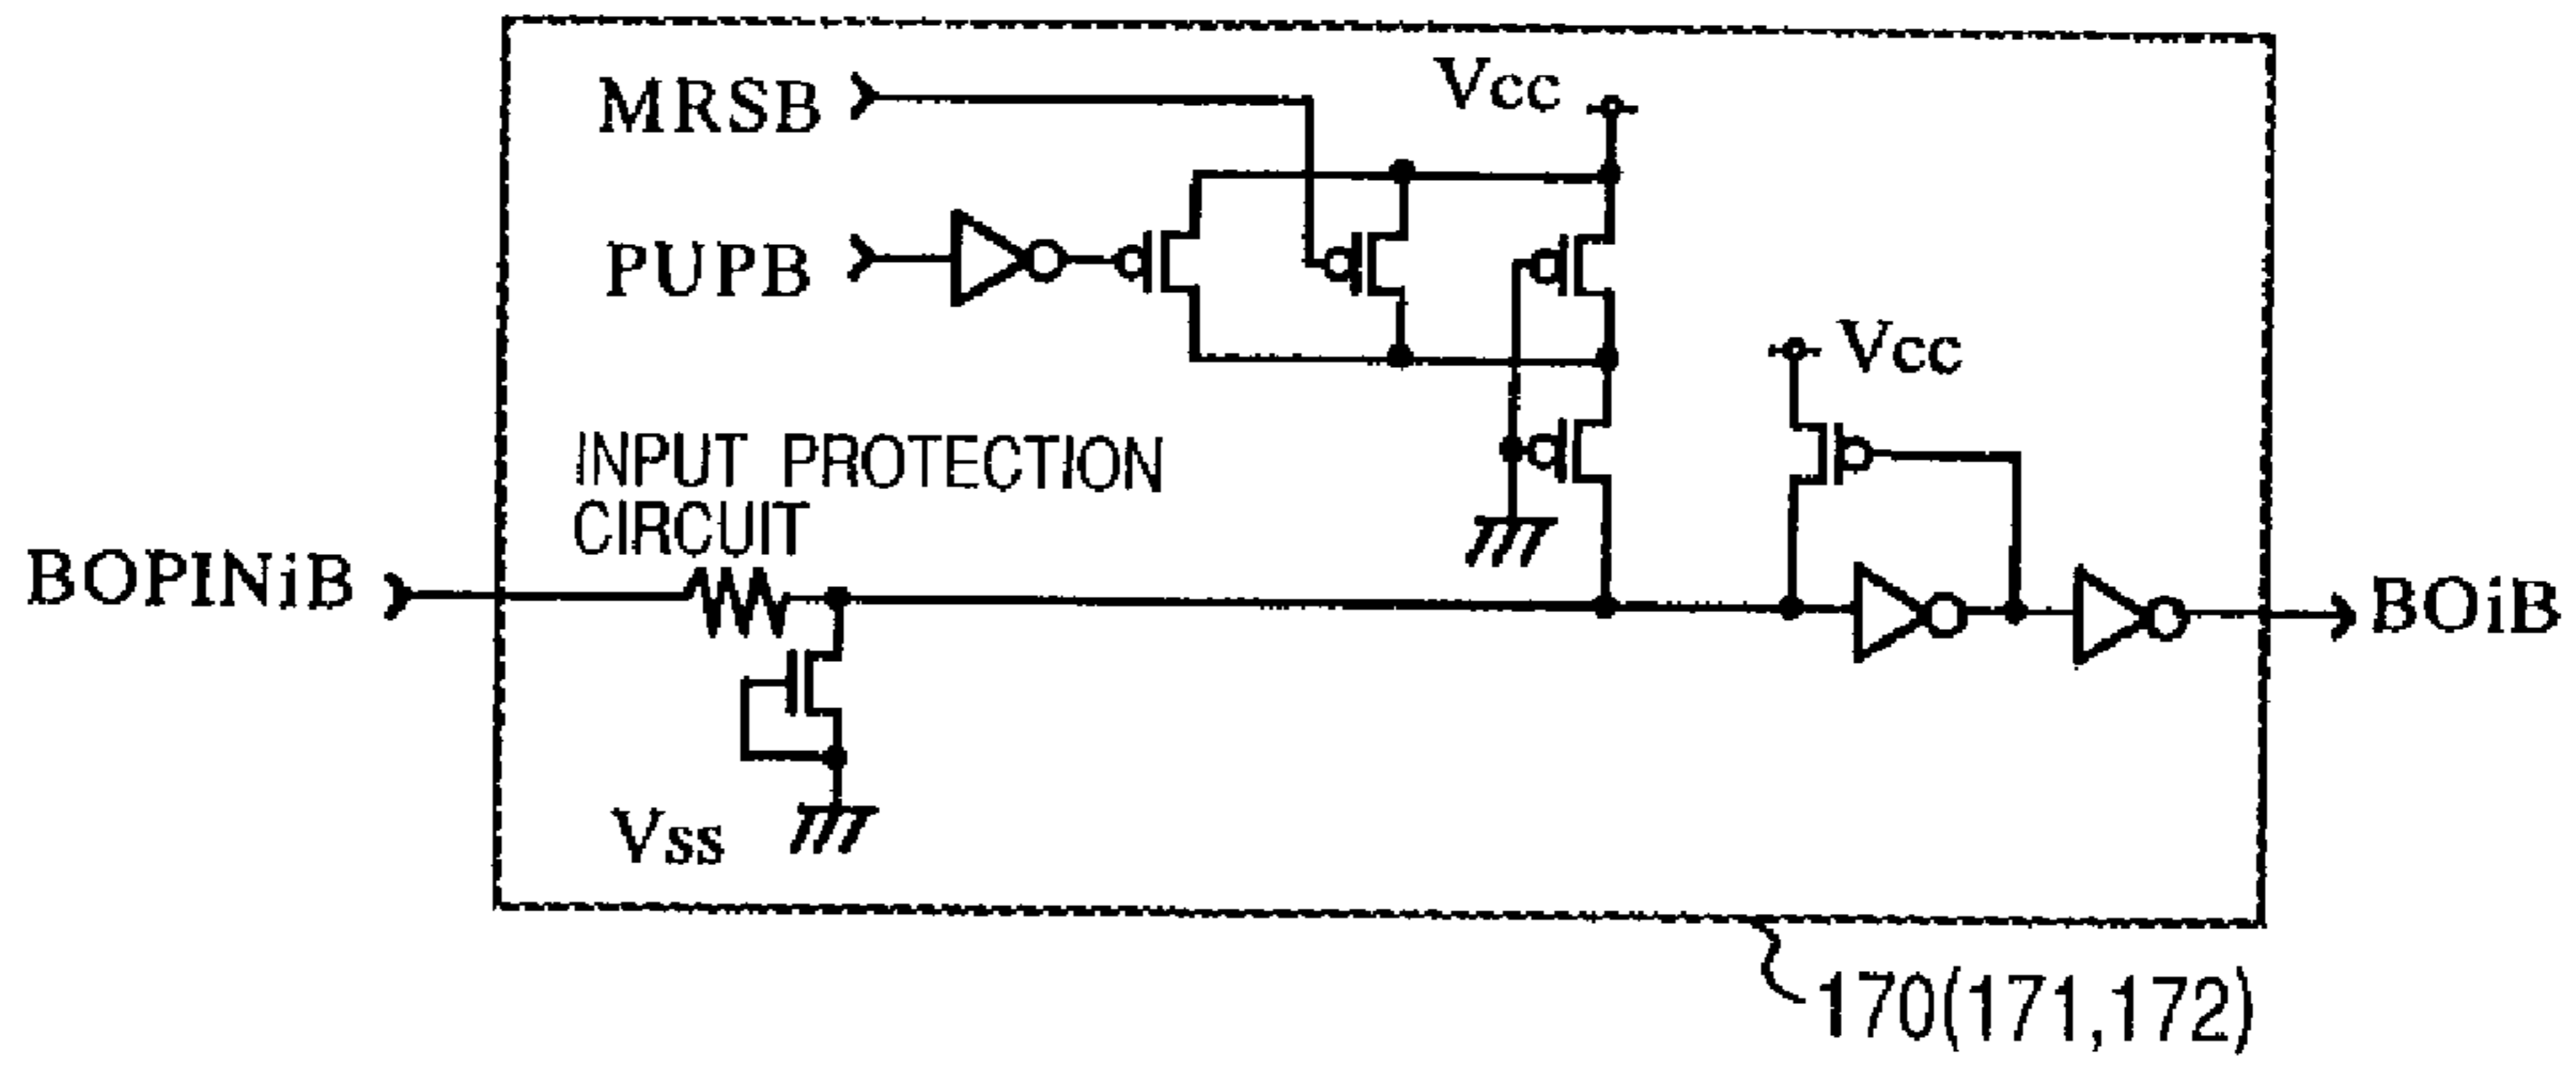 MRSB
Vcc
PUPB
Vcc
INPUT PROTECTION
CIRCUIT
BOPINiB
BOiB
Vss
170(171,172)